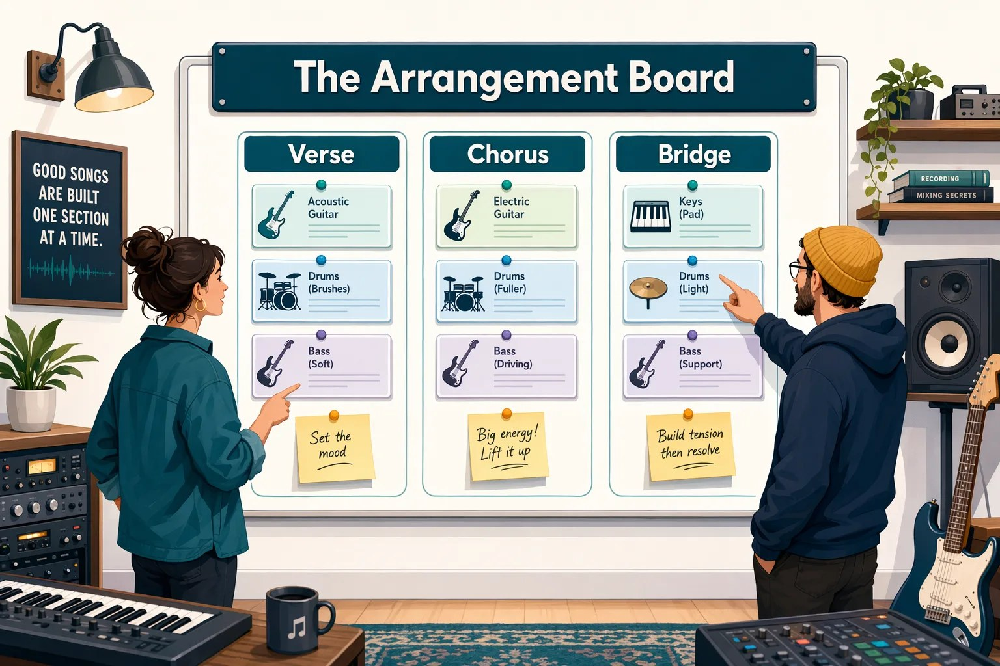 The Arrangement Board
GOOD SONGS
ARE BUILT
ONE SECTION
AT A TIME.
Verse
Acoustic
Guitar
Drums
(Brushes)
Bass
(Soft)
Set the
mood
Chorus
Electric
Guitar
Drums
(Fuller)
Bass
(Driving)
Big energy!
Lift it up
Bridge
Keys
(Pad)
Drums
(Light)
Bass
(Support)
Build tension
then resolve
RECORDING
MIXING SECRETS